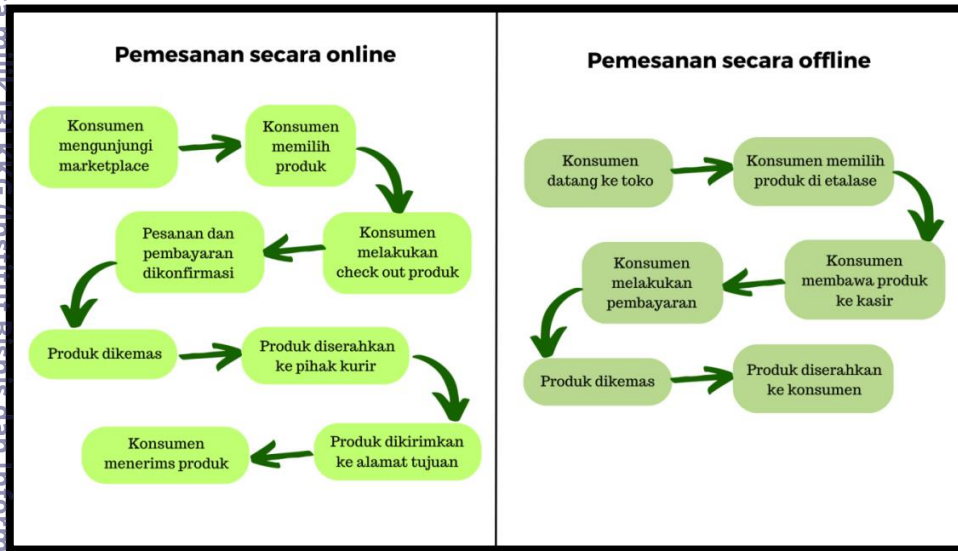 Pemesanan secara online
Konsumen
mengunjungi
marketplace
Konsumen
memilih
produk
Konsumen
melakukan
check out produk
Pesanan dan
pembayaran
dikonfirmasi
Produk dikemas
Produk diserahkan
ke pihak kurir
Produk dikirimkan
ke alamat tujuan
Konsumen
menerims produk
Pemesanan secara offline
Konsumen
datang ke toko
Konsumen memilih
produk di etalase
Konsumen
membawa produk
ke kasir
Konsumen
melakukan
pembayaran
Produk dikemas
Produk diserahkan
ke konsumen